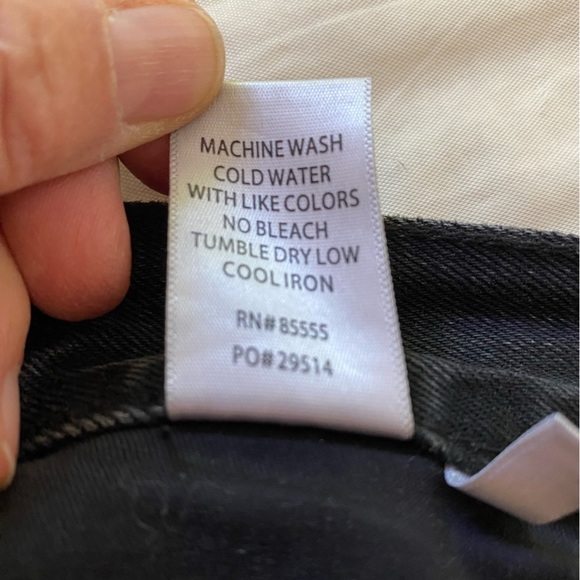 MACHINE WASH
COLD WATER
WITH LIKE COLORS
NO BLEACH
TUMBLE DRY LOW
COOL IRON
RN# 85555
PO# 29514